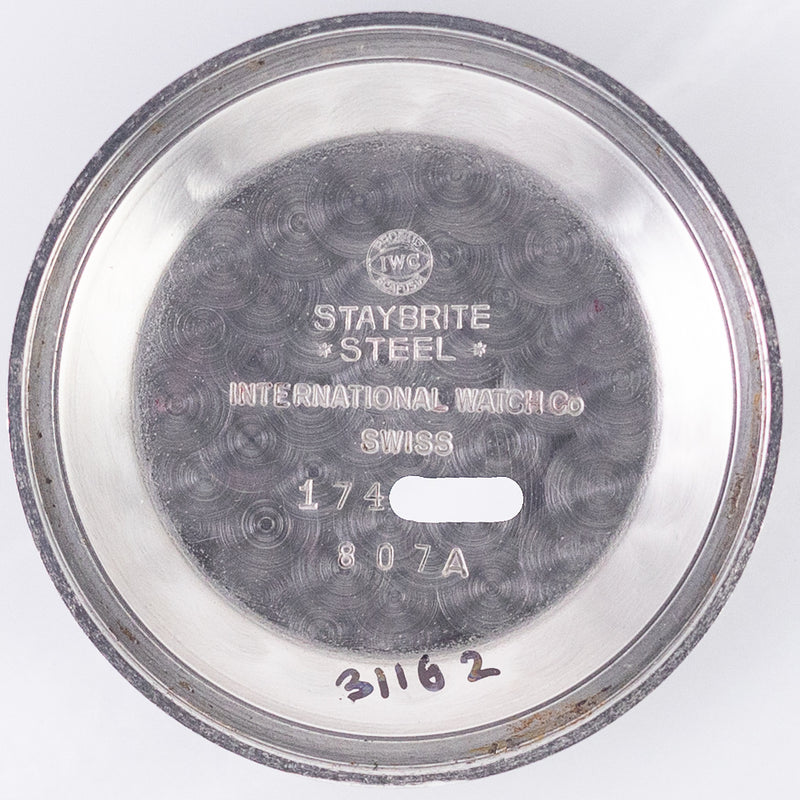 IWC
STAYBRITE
* STEEL *
INTERNATIONAL WATCH Co
SWISS
174
807A
31162